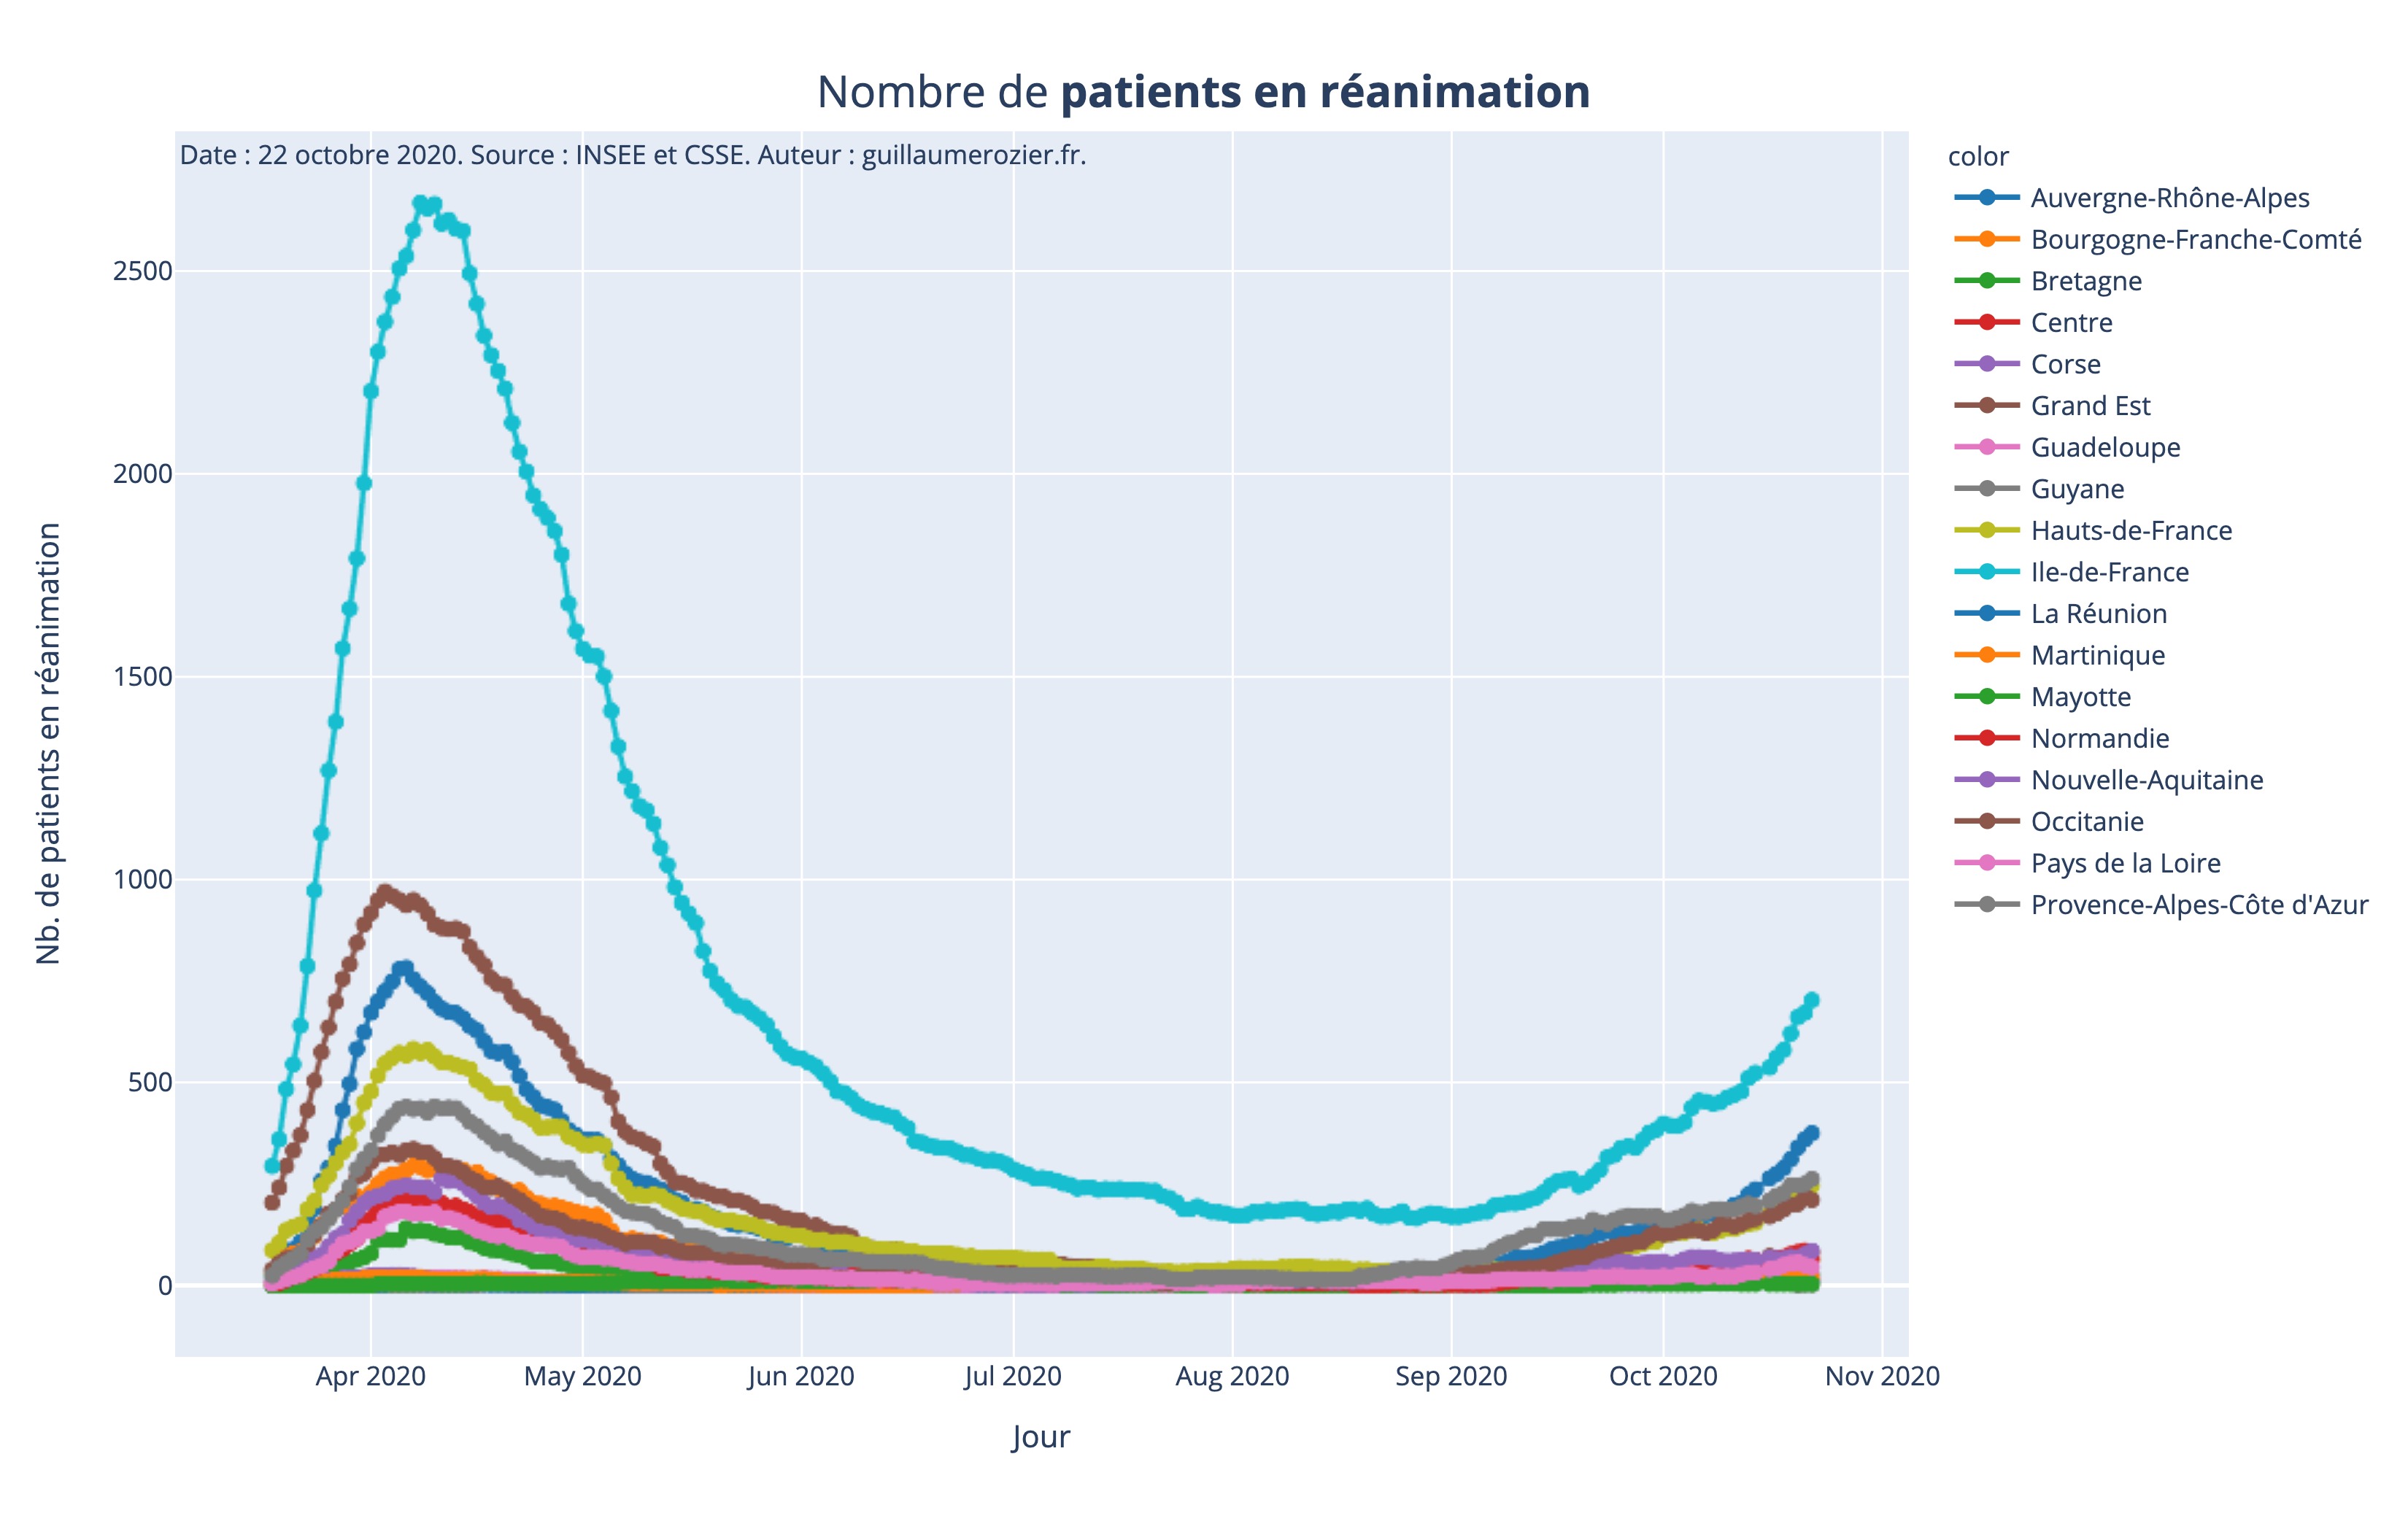 Nombre de patients en réanimation
Date : 22 octobre 2020. Source : INSEE et CSSE. Auteur : guillaumerozier.fr.
color
Auvergne-Rhône-Alpes
Bourgogne-Franche-Comté
Bretagne
Centre
Corse
Grand Est
Guadeloupe
Guyane
Hauts-de-France
Ile-de-France
La Réunion
Martinique
Mayotte
Normandie
Nouvelle-Aquitaine
Occitanie
Pays de la Loire
Provence-Alpes-Côte d'Azur
Nb. de patients en réanimation
2500
2000
1500
1000
500
0
Apr 2020 May 2020 Jun 2020 Jul 2020 Aug 2020 Sep 2020 Oct 2020 Nov 2020
Jour